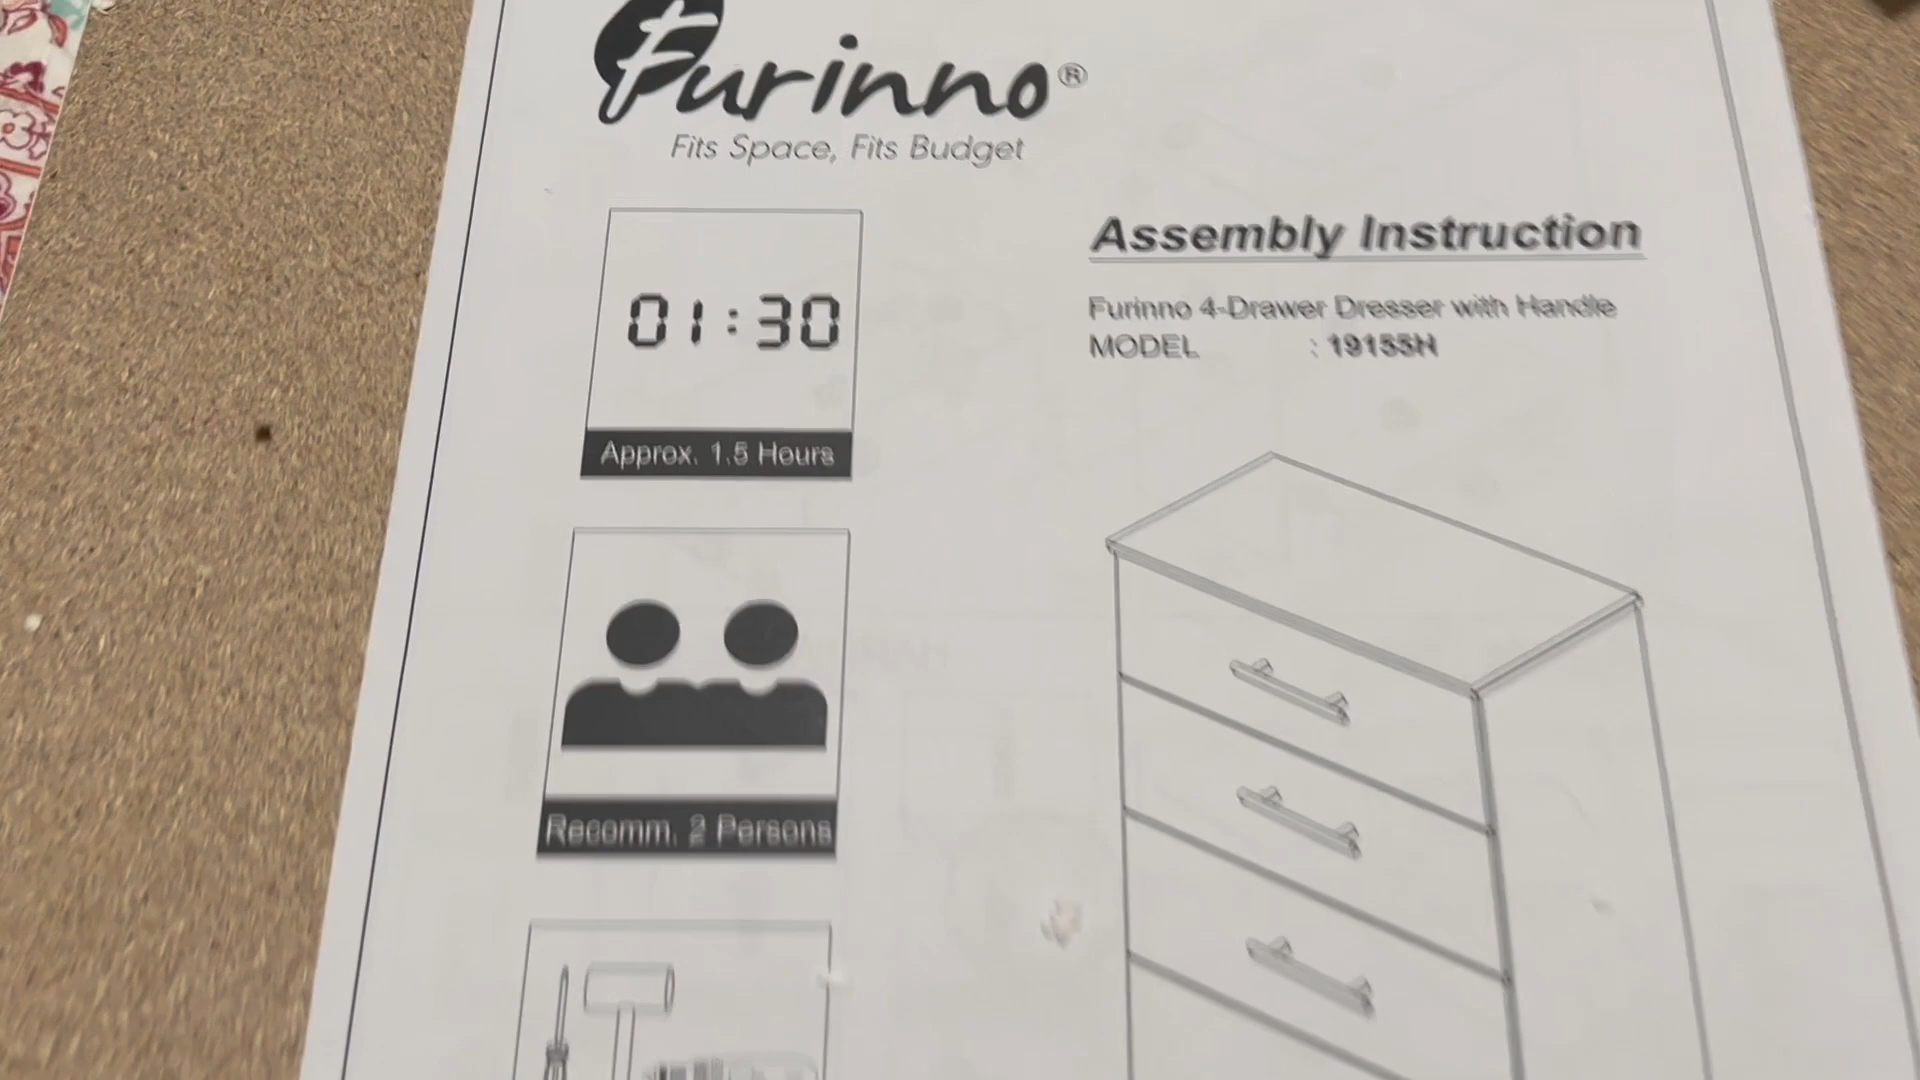 Furinno®
Fits Space, Fits Budget
Assembly Instruction
Furinno 4-Drawer Dresser with Handle
MODEL : 19155H
01:30
Approx. 1.5 Hours
Recomm. 2 Persons